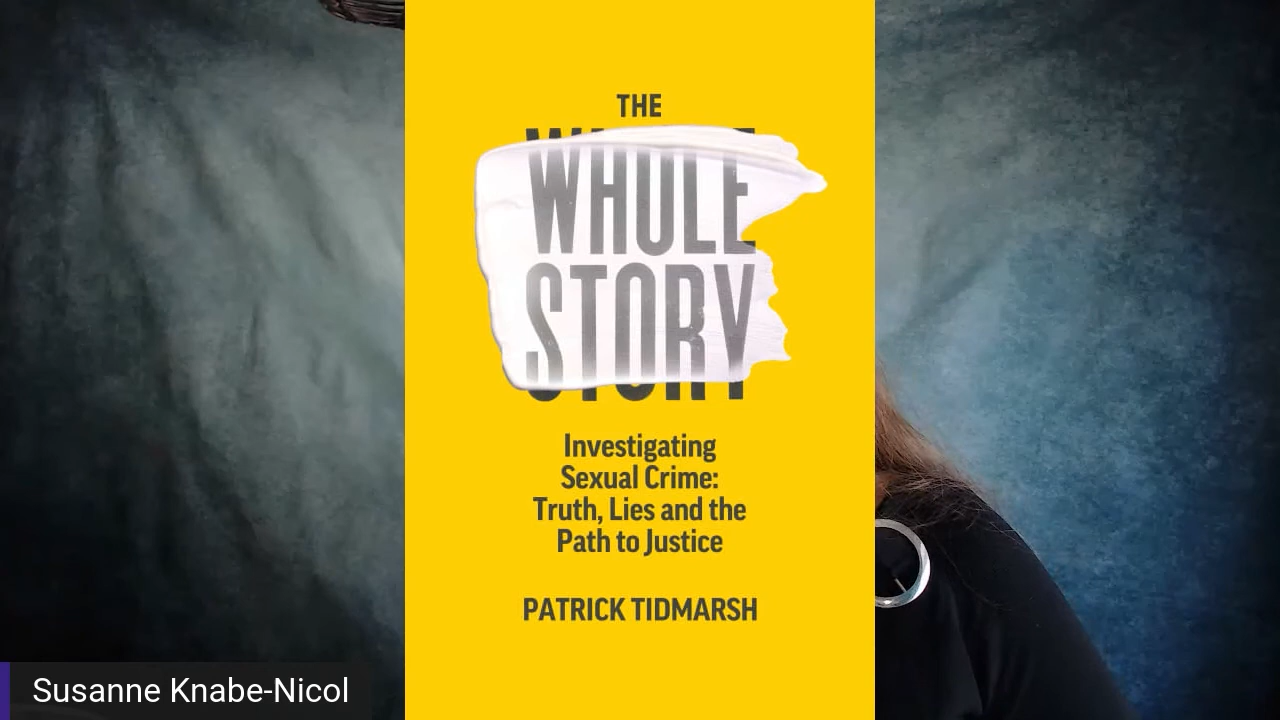 THE
WHOLE
STORY
Investigating
Sexual Crime:
Truth, Lies and the
Path to Justice
PATRICK TIDMARSH
Susanne Knabe-Nicol